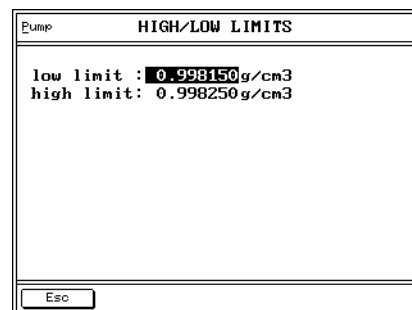 Pump HIGH/LOW LIMITS
low limit : 0.998150g/cm3
high limit: 0.998250g/cm3
Esc